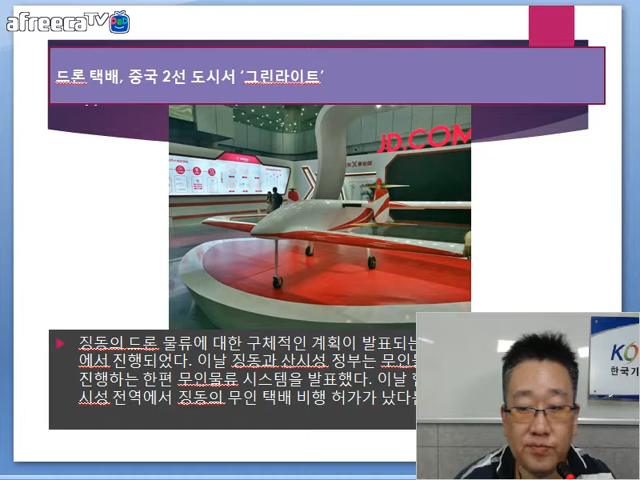 afreecaTV
드론 택배, 중국 2선 도시서 '그린라이트'
JD.COM
징동의 드론 물류에 대한 구체적인 계획이 발표되는
에서 진행되었다. 이날 징동과 산시성 정부는
진행하는 한편 무인물류 시스템을 발표했다. 이날
시성 전역에서 징동의 무인 택배 비행 허가가 났다는
KO
한국기